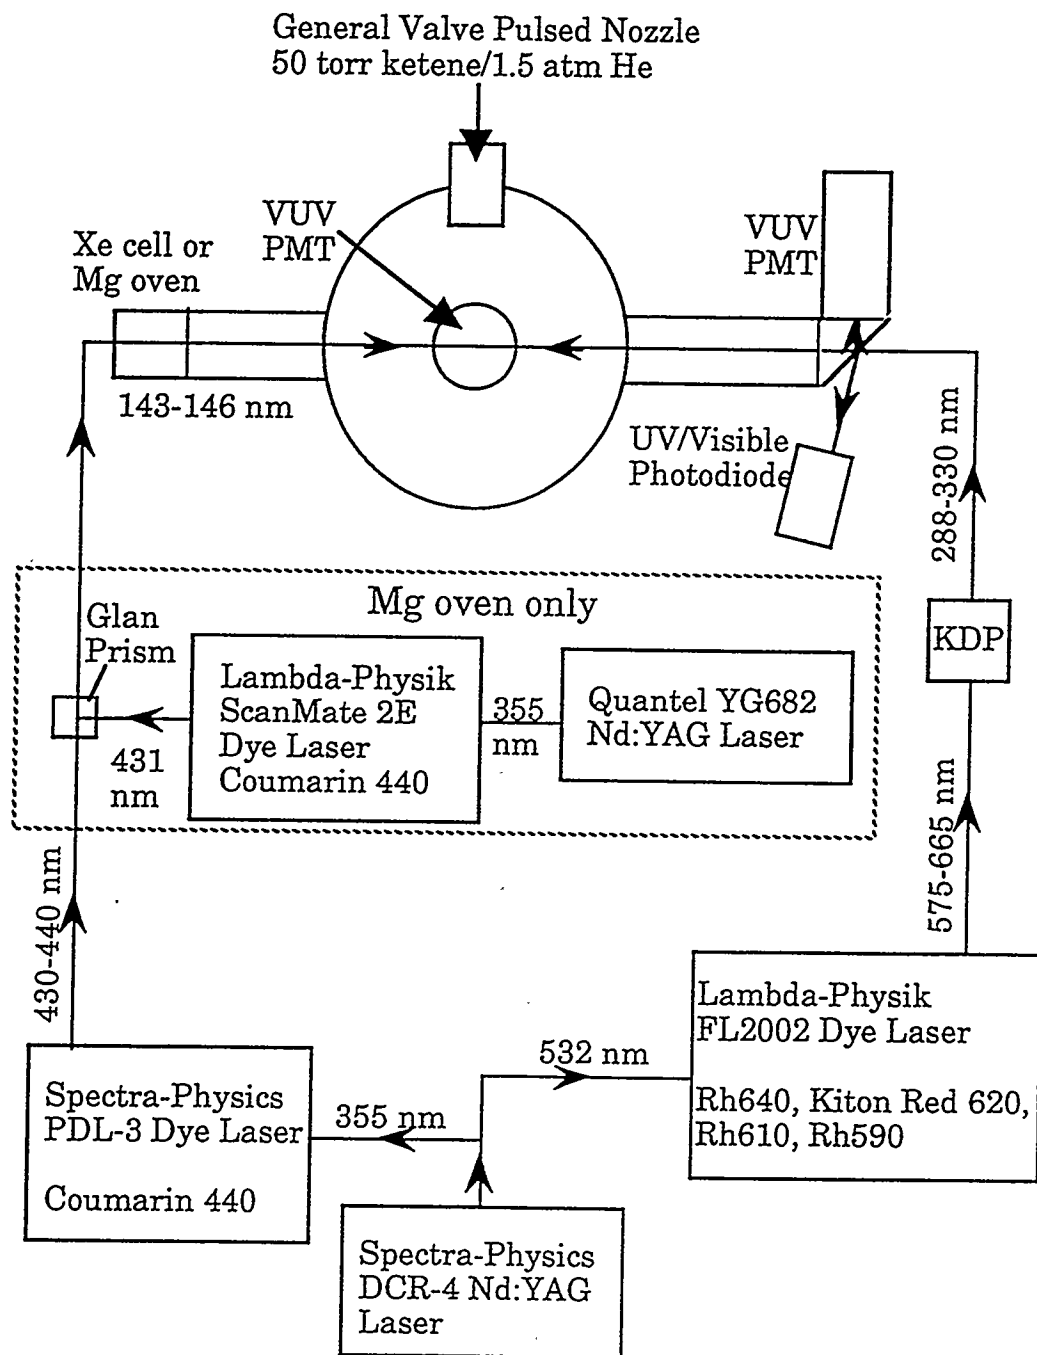 General Valve Pulsed Nozzle
50 torr ketene/1.5 atm He
VUV
PMT
VUV
PMT
Xe cell or
Mg oven
143-146 nm
UV/Visible
Photodiode
288-330 nm
Mg oven only
Glan
Prism
KDP
Lambda-Physik
ScanMate 2E
Dye Laser
Coumarin 440
355
nm
Quantel YG682
Nd:YAG Laser
431
nm
575-665 nm
430-440 nm
Lambda-Physik
FL2002 Dye Laser
Rh640, Kiton Red 620,
Rh610, Rh590
532 nm
Spectra-Physics
PDL-3 Dye Laser
Coumarin 440
355 nm
Spectra-Physics
DCR-4 Nd:YAG
Laser